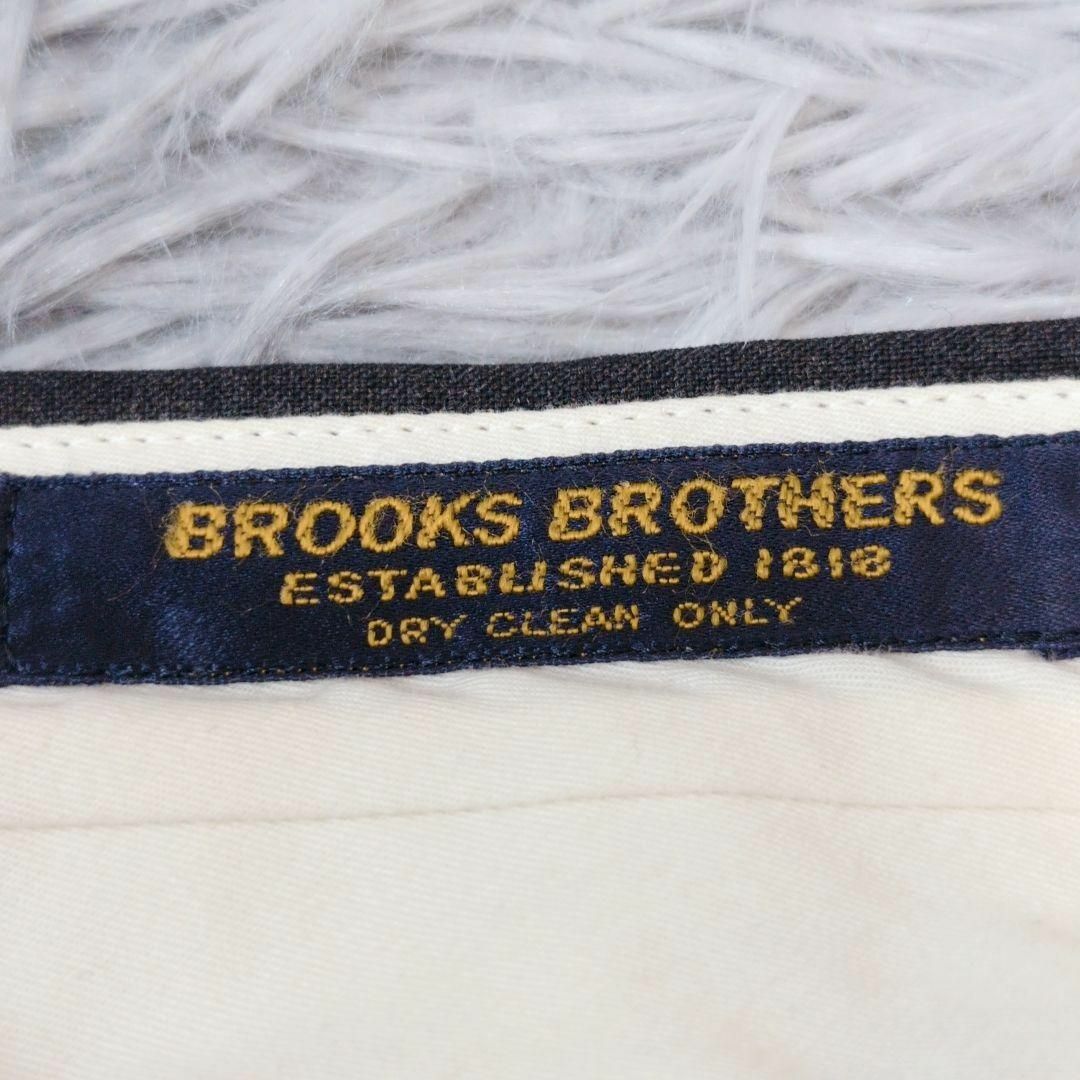 BROOKS BROTHERS
ESTABLISHED 1818
DRY CLEAN ONLY